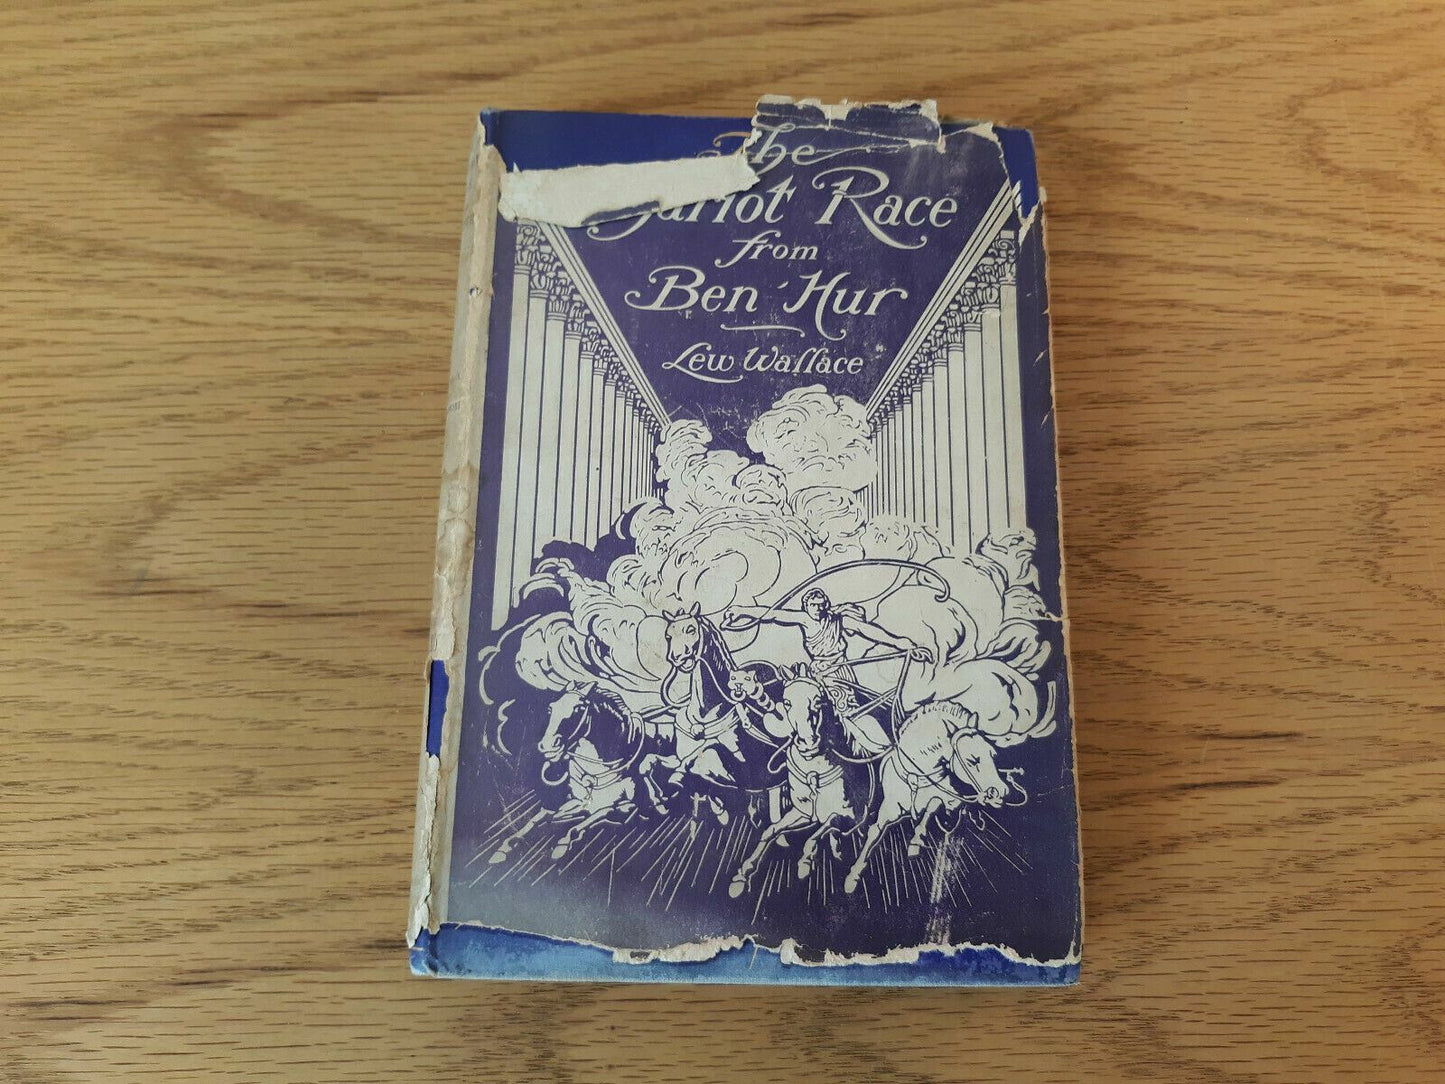 The
Chariot Race
from
Ben Hur
Lew Wallace